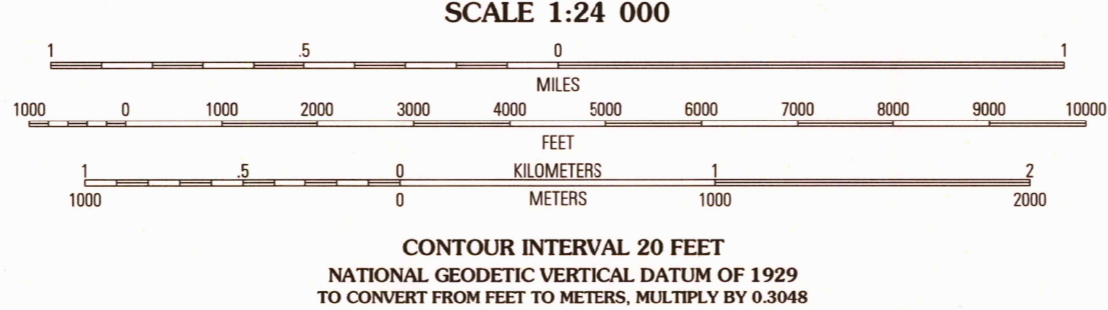 SCALE 1:24 000
1 .5 0 1
MILES
1000 0 1000 2000 3000 4000 5000 6000 7000 8000 9000 10000
FEET
1 .5 0 KILOMETERS 1 2
1000 0 METERS 1000 2000
CONTOUR INTERVAL 20 FEET
NATIONAL GEODETIC VERTICAL DATUM OF 1929
TO CONVERT FROM FEET TO METERS, MULTIPLY BY 0.3048